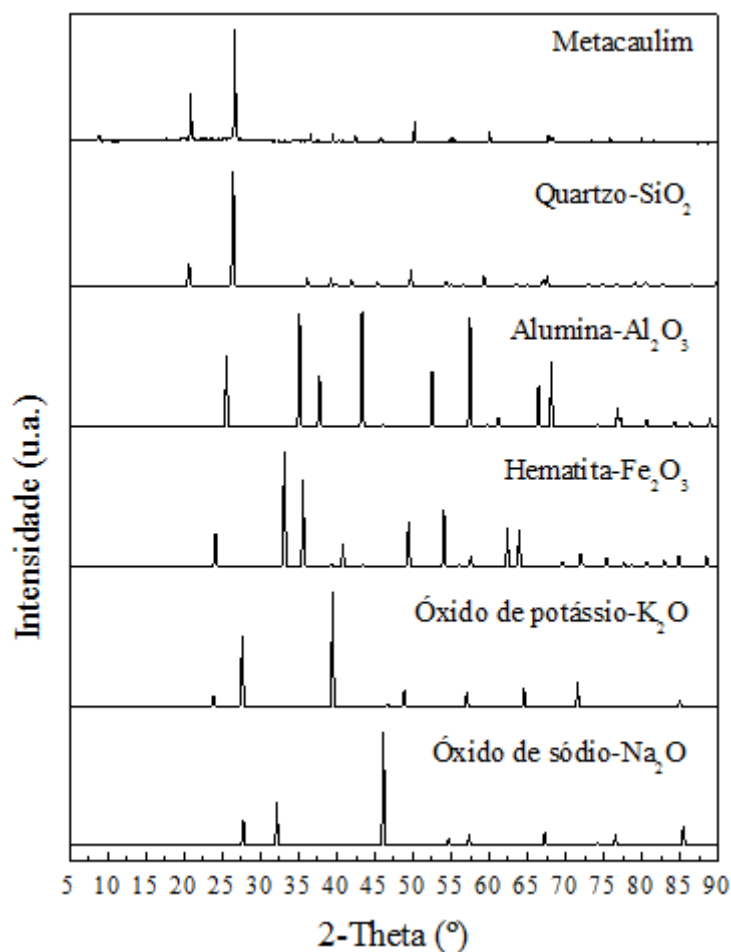 Metacaulim
Quartzo-SiO₂
Alumina-Al₂O₃
Hematita-Fe₂O₃
Óxido de potássio-K₂O
Óxido de sódio-Na₂O
Intensidade (u.a.)
5 10 15 20 25 30 35 40 45 50 55 60 65 70 75 80 85 90
2-Theta (º)